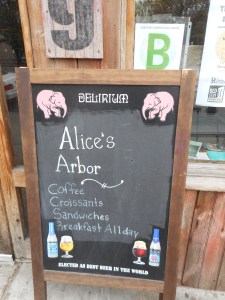 9
B
DELIRIUM
Alice's
Arbor
Coffee
Croissants
Sandwiches
Breakfast All day
ELECTED AS BEST BEER IN THE WORLD